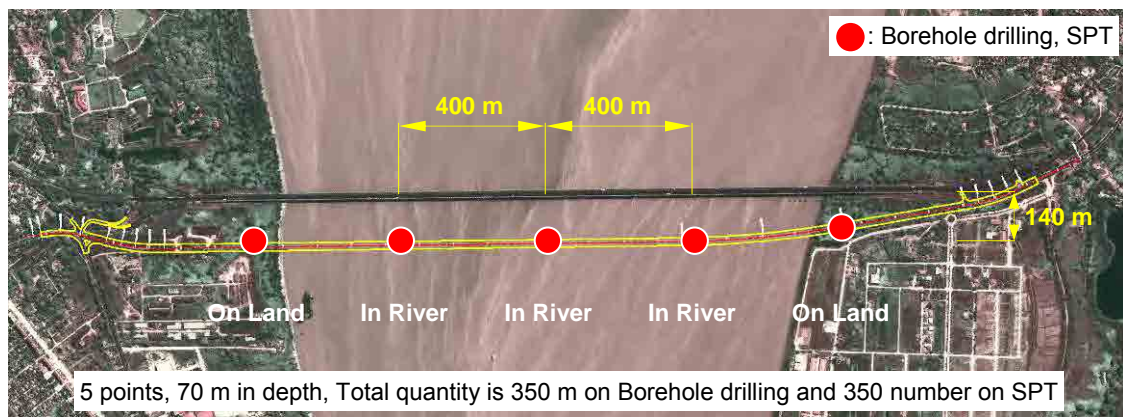 : Borehole drilling, SPT
400 m 400 m
140 m
On Land In River In River In River On Land
5 points, 70 m in depth, Total quantity is 350 m on Borehole drilling and 350 number on SPT